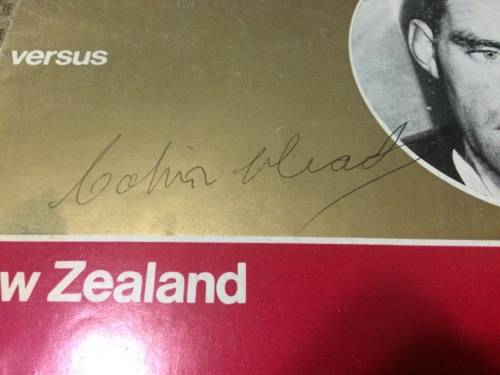 versus
Colin Meads
w Zealand